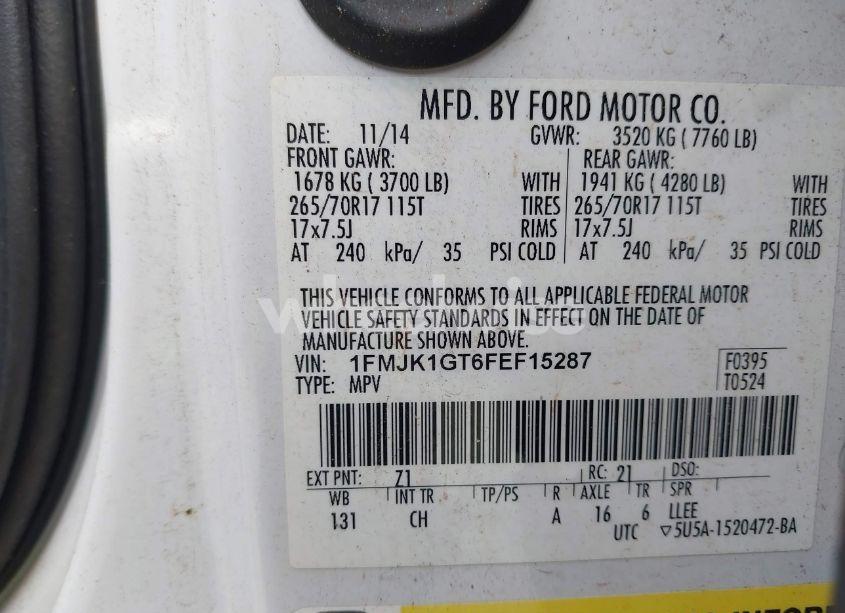 MFD. BY FORD MOTOR CO.
DATE: 11/14 GVWR: 3520 KG ( 7760 LB)
FRONT GAWR: REAR GAWR:
1678 KG ( 3700 LB) WITH 1941 KG ( 4280 LB) WITH
265/70R17 115T TIRES 265/70R17 115T TIRES
17x7.5J RIMS 17x7.5J RIMS
AT 240 kPa/ 35 PSI COLD AT 240 kPa/ 35 PSI COLD
THIS VEHICLE CONFORMS TO ALL APPLICABLE FEDERAL MOTOR
VEHICLE SAFETY STANDARDS IN EFFECT ON THE DATE OF
MANUFACTURE SHOWN ABOVE.
VIN: 1FMJK1GT6FEF15287 F0395
TYPE: MPV T0524
EXT PNT: Z1 RC: 21 DSO:
WB INT TR TP/PS R AXLE TR SPR
131 CH A 16 6 LLEE
UTC ▽5U5A-1520472-BA